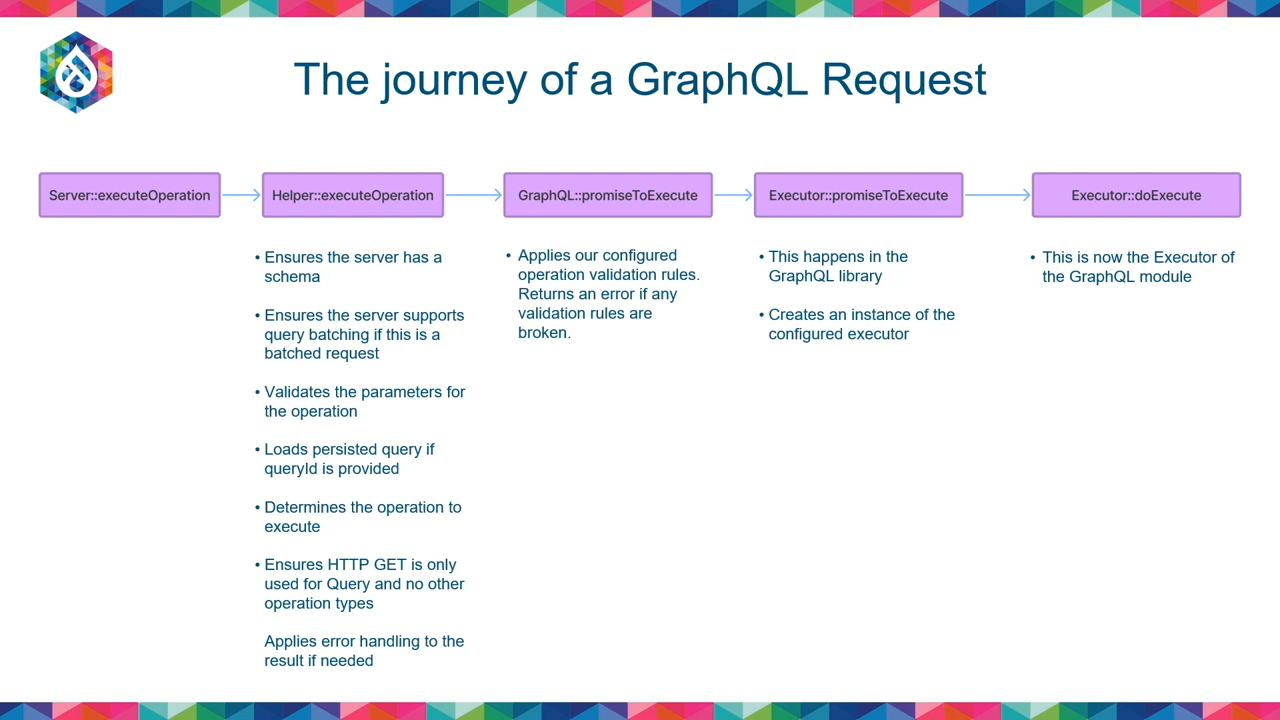 The journey of a GraphQL Request
Server::executeOperation
Helper::executeOperation
GraphQL::promiseToExecute
Executor::promiseToExecute
Executor::doExecute
• Ensures the server has a
schema
• Ensures the server supports
query batching if this is a
batched request
• Validates the parameters for
the operation
• Loads persisted query if
queryId is provided
• Determines the operation to
execute
• Ensures HTTP GET is only
used for Query and no other
operation types
Applies error handling to the
result if needed
• Applies our configured
operation validation rules.
Returns an error if any
validation rules are
broken.
• This happens in the
GraphQL library
• Creates an instance of the
configured executor
• This is now the Executor of
the GraphQL module